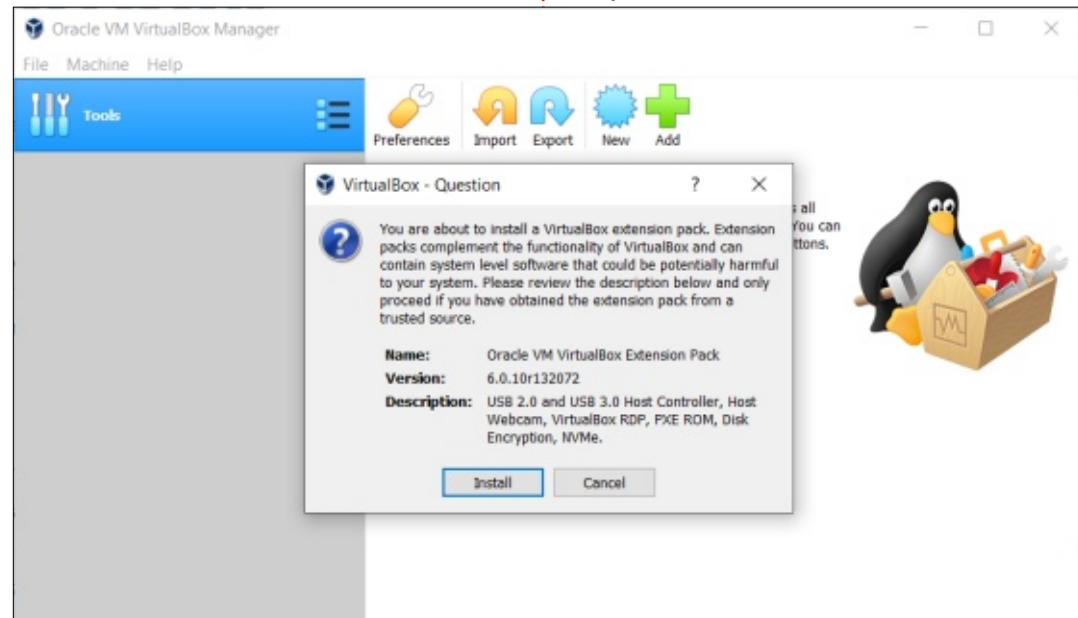 Oracle VM VirtualBox Manager
File Machine Help
Tools
Preferences Import Export New Add
s all
You can
ttons.
VirtualBox - Question
You are about to install a VirtualBox extension pack. Extension
packs complement the functionality of VirtualBox and can
contain system level software that could be potentially harmful
to your system. Please review the description below and only
proceed if you have obtained the extension pack from a
trusted source.
Name: Oracle VM VirtualBox Extension Pack
Version: 6.0.10r132072
Description: USB 2.0 and USB 3.0 Host Controller, Host
Webcam, VirtualBox RDP, PXE ROM, Disk
Encryption, NVMe.
Install Cancel